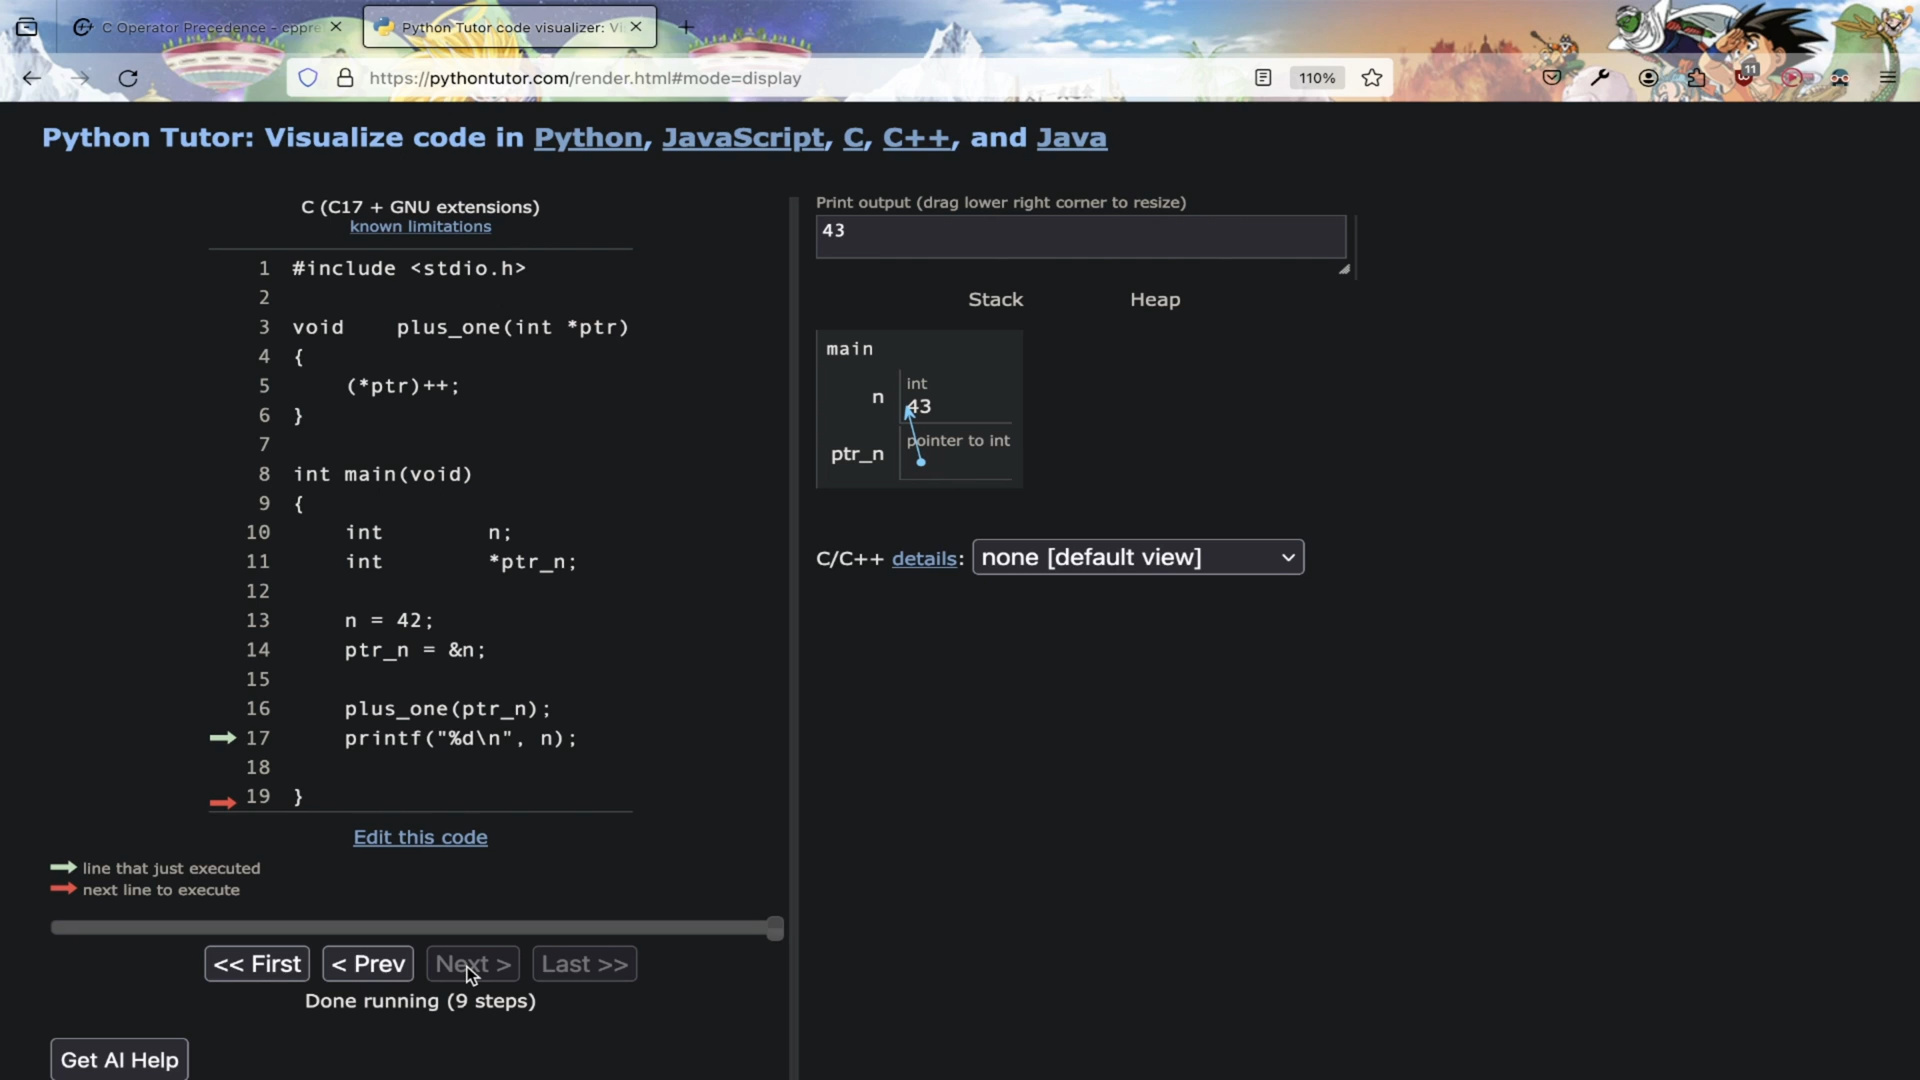 C Operator Precedence - cppre
Python Tutor code visualizer: Vi
https://pythontutor.com/render.html#mode=display
110%
11
Python Tutor: Visualize code in Python, JavaScript, C, C++, and Java
C (C17 + GNU extensions)
known limitations
1 #include <stdio.h>
2
3 void    plus_one(int *ptr)
4 {
5     (*ptr)++;
6 }
7
8 int main(void)
9 {
10     int        n;
11     int        *ptr_n;
12
13     n = 42;
14     ptr_n = &n;
15
16     plus_one(ptr_n);
17     printf("%d\n", n);
18
19 }
Edit this code
line that just executed
next line to execute
<< First
< Prev
Next >
Last >>
Done running (9 steps)
Get AI Help
Print output (drag lower right corner to resize)
43
Stack
Heap
main
n
int
43
ptr_n
pointer to int
C/C++ details: none [default view]